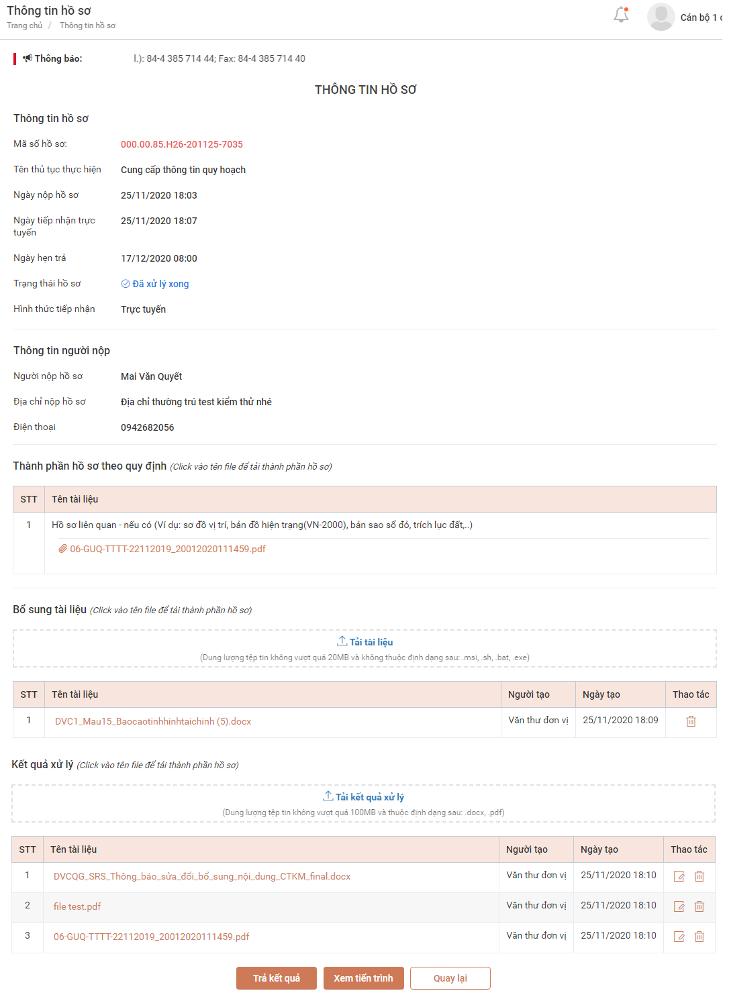 Thông tin hồ sơ
Trang chủ / Thông tin hồ sơ
Cán bộ 1
Thông báo: l.): 84-4 385 714 44; Fax: 84-4 385 714 40
THÔNG TIN HỒ SƠ
Thông tin hồ sơ
Mã số hồ sơ: 000.00.85.H26-201125-7035
Tên thủ tục thực hiện Cung cấp thông tin quy hoạch
Ngày nộp hồ sơ 25/11/2020 18:03
Ngày tiếp nhận trực tuyến 25/11/2020 18:07
Ngày hẹn trả 17/12/2020 08:00
Trạng thái hồ sơ Đã xử lý xong
Hình thức tiếp nhận Trực tuyến
Thông tin người nộp
Người nộp hồ sơ Mai Văn Quyết
Địa chỉ nộp hồ sơ Địa chỉ thường trú test kiểm thử nhé
Điện thoại 0942682056
Thành phần hồ sơ theo quy định (Click vào tên file để tải thành phần hồ sơ)
STT Tên tài liệu
1 Hồ sơ liên quan - nếu có (Ví dụ: sơ đồ vị trí, bản đồ hiện trạng(VN-2000), bản sao sổ đỏ, trích lục đất,..)
06-GUQ-TTTT-22112019_20012020111459.pdf
Bổ sung tài liệu (Click vào tên file để tải thành phần hồ sơ)
Tải tài liệu
(Dung lượng tệp tin không vượt quá 20MB và không thuộc định dạng sau: .msi, .sh, .bat, .exe)
STT Tên tài liệu Người tạo Ngày tạo Thao tác
1 DVC1_Mau15_Baocaotinhhinhtaichinh (5).docx Văn thư đơn vị 25/11/2020 18:09
Kết quả xử lý (Click vào tên file để tải thành phần hồ sơ)
Tải kết quả xử lý
(Dung lượng tệp tin không vượt quá 100MB và thuộc định dạng sau: .docx, .pdf)
STT Tên tài liệu Người tạo Ngày tạo Thao tác
1 DVCQG_SRS_Thông_báo_sửa_đổi_bổ_sung_nội_dung_CTKM_final.docx Văn thư đơn vị 25/11/2020 18:10
2 file test.pdf Văn thư đơn vị 25/11/2020 18:10
3 06-GUQ-TTTT-22112019_20012020111459.pdf Văn thư đơn vị 25/11/2020 18:10
Trả kết quả Xem tiến trình Quay lại